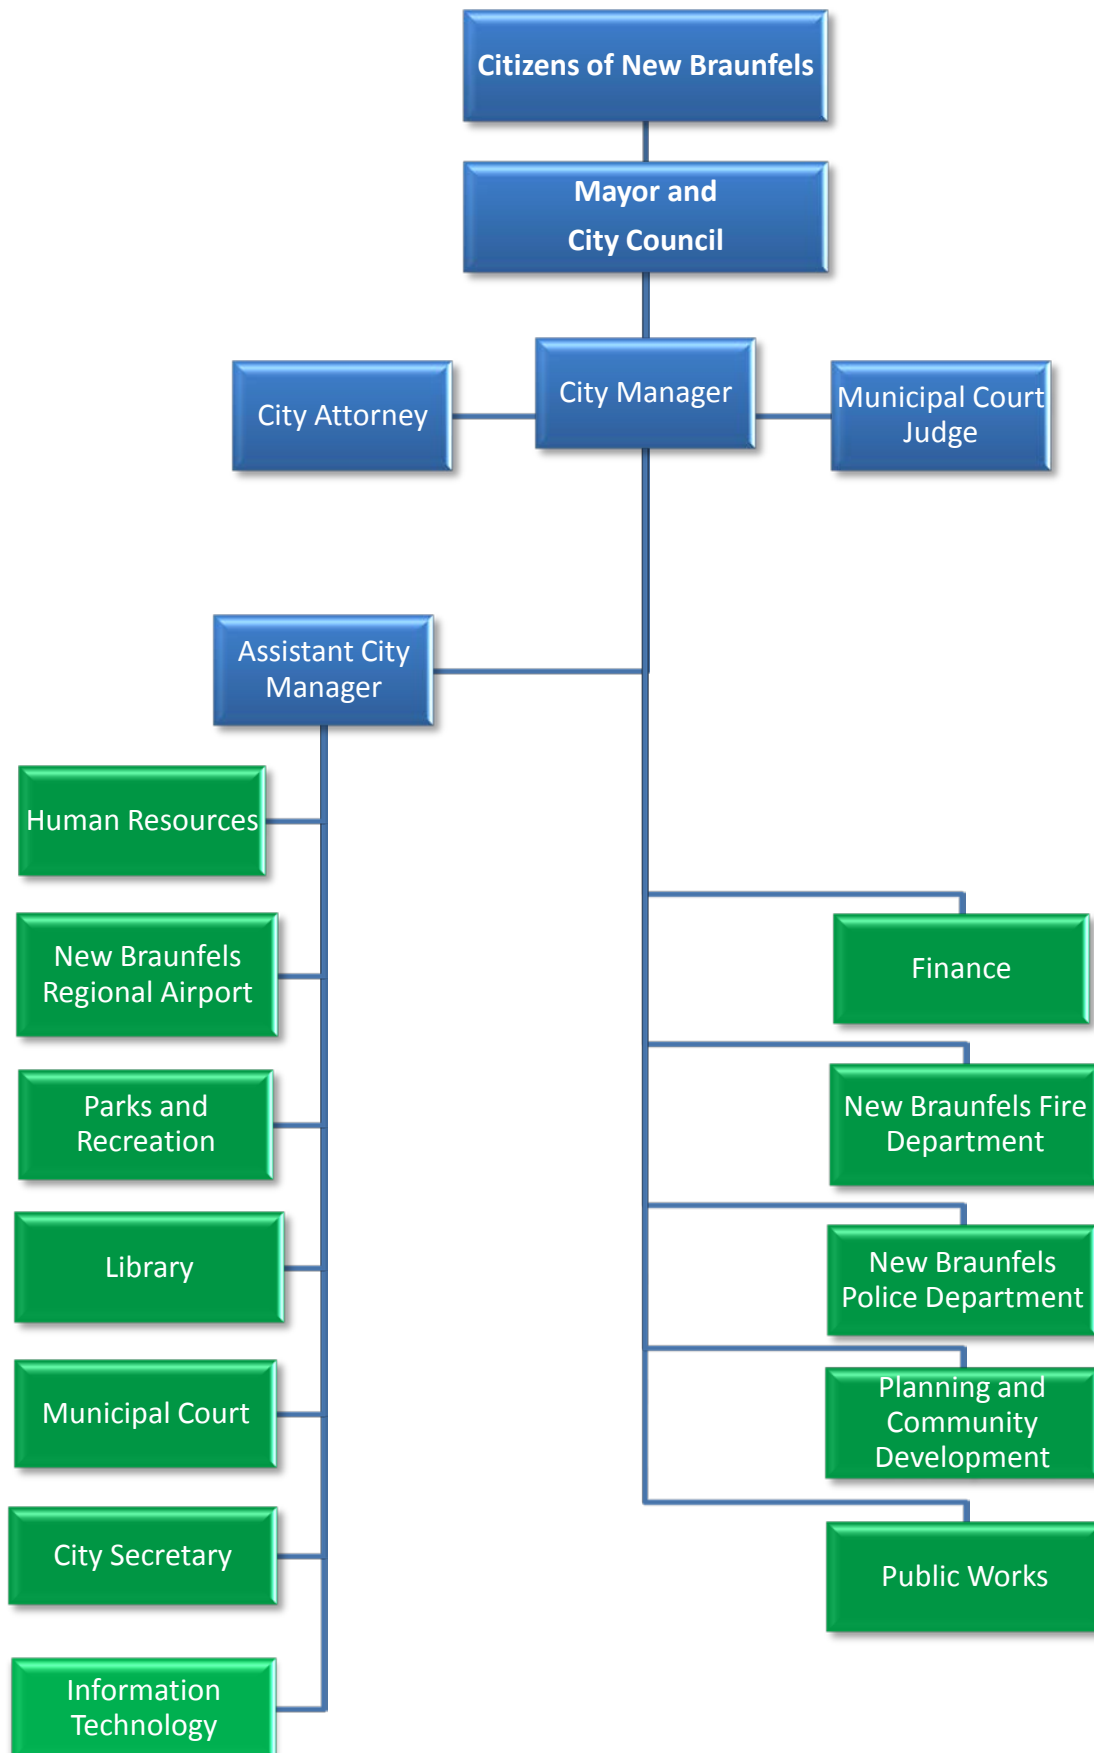 Citizens of New Braunfels
Mayor and
City Council
City Attorney
City Manager
Municipal Court
Judge
Assistant City
Manager
Human Resources
New Braunfels
Regional Airport
Parks and
Recreation
Library
Municipal Court
City Secretary
Information
Technology
Finance
New Braunfels Fire
Department
New Braunfels
Police Department
Planning and
Community
Development
Public Works